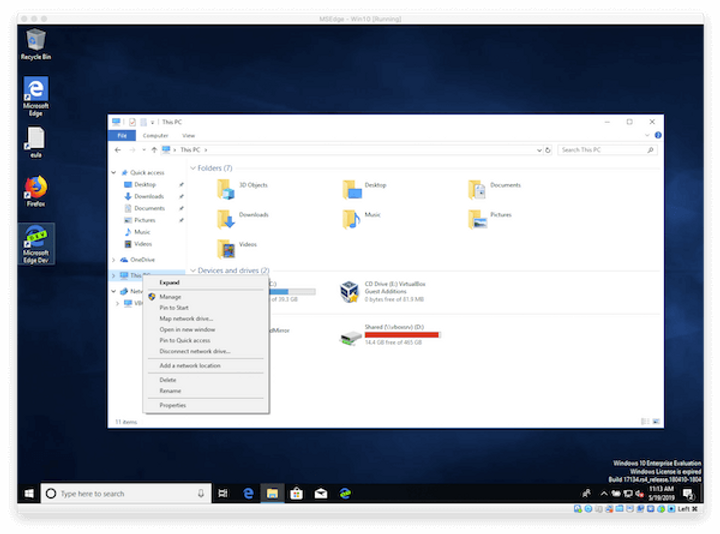 MSEdge - Win10 [Running]
Recycle Bin
Microsoft
Edge
eula
Firefox
Microsoft
Edge Dev
This PC
File Computer View
This PC
Search This PC
Quick access
Desktop
Downloads
Documents
Pictures
Music
Videos
OneDrive
This PC
Folders (7)
3D Objects
Desktop
Documents
Downloads
Music
Pictures
Videos
Devices and drives (2)
CD Drive (E:) VirtualBox
Guest Additions
0 bytes free of 81.8 MB
Shared (\\vboxsrv) (D:)
14.4 GB free of 465 GB
Expand
Manage
Pin to Start
Map network drive...
Open in new window
Pin to Quick access
Disconnect network drive...
Add a network location
Delete
Rename
Properties
11 items
Windows 10 Enterprise Evaluation
Windows License is expired
Build 17134.rs4_release.180410-1804
Type here to search
11:13 AM
5/19/2019
2
Left ⌘